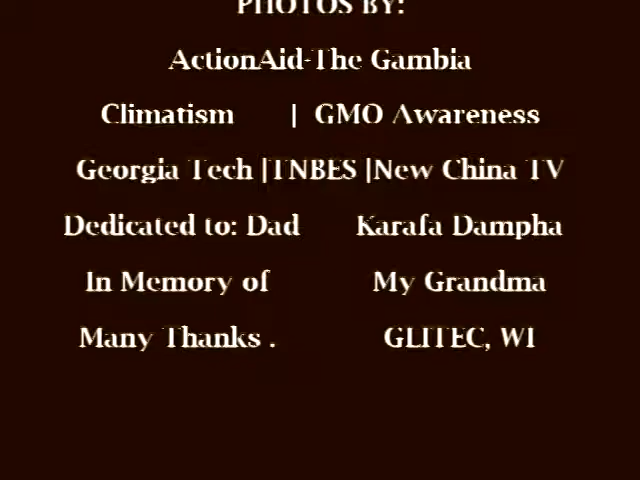 PHOTOS BY:
ActionAid-The Gambia
Climatism | GMO Awareness
Georgia Tech |TNBES |New China TV
Dedicated to: Dad Karafa Dampha
In Memory of My Grandma
Many Thanks . GLITEC, WI